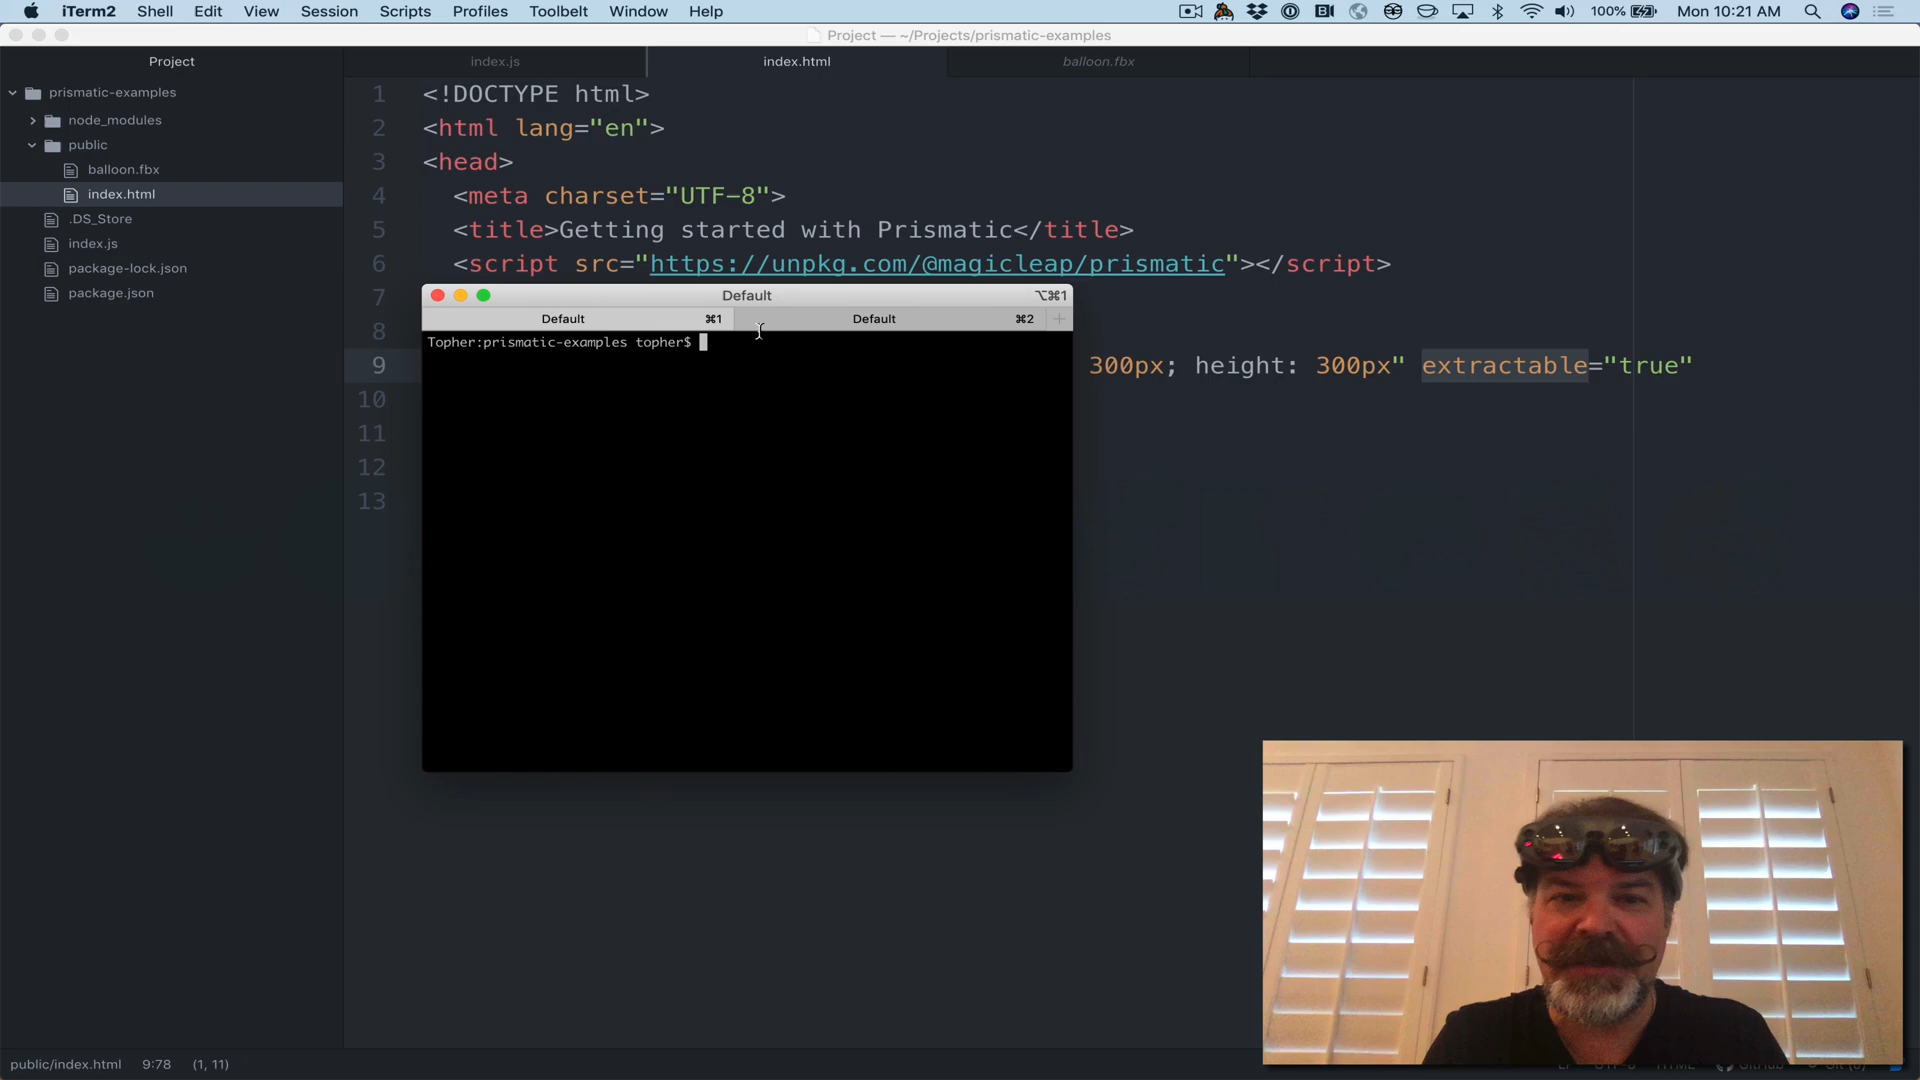 iTerm2 Shell Edit View Session Scripts Profiles Toolbelt Window Help 100% Mon 10:21 AM
Project — ~/Projects/prismatic-examples
Project index.js index.html balloon.fbx
prismatic-examples
node_modules
public
balloon.fbx
index.html
.DS_Store
index.js
package-lock.json
package.json
1 <!DOCTYPE html>
2 <html lang="en">
3 <head>
4 <meta charset="UTF-8">
5 <title>Getting started with Prismatic</title>
6 <script src="https://unpkg.com/@magicleap/prismatic"></script>
7
8
9 300px; height: 300px" extractable="true"
10
11
12
13
Default ⌥⌘1
Default ⌘1 Default ⌘2 +
Topher:prismatic-examples topher$
public/index.html 9:78 (1, 11)